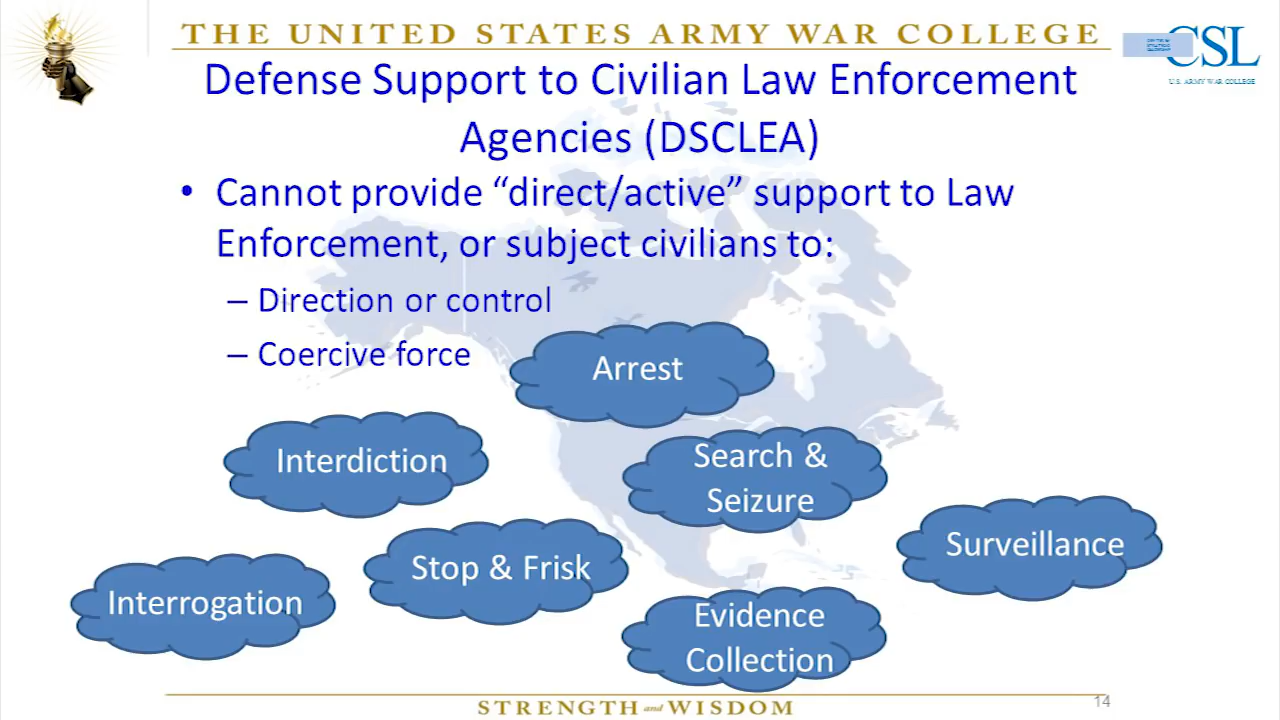 THE UNITED STATES ARMY WAR COLLEGE
CSL
U.S. ARMY WAR COLLEGE
Defense Support to Civilian Law Enforcement
Agencies (DSCLEA)
• Cannot provide “direct/active” support to Law
Enforcement, or subject civilians to:
– Direction or control
– Coercive force
Arrest
Interdiction
Search &
Seizure
Surveillance
Stop & Frisk
Interrogation
Evidence
Collection
STRENGTH and WISDOM
14